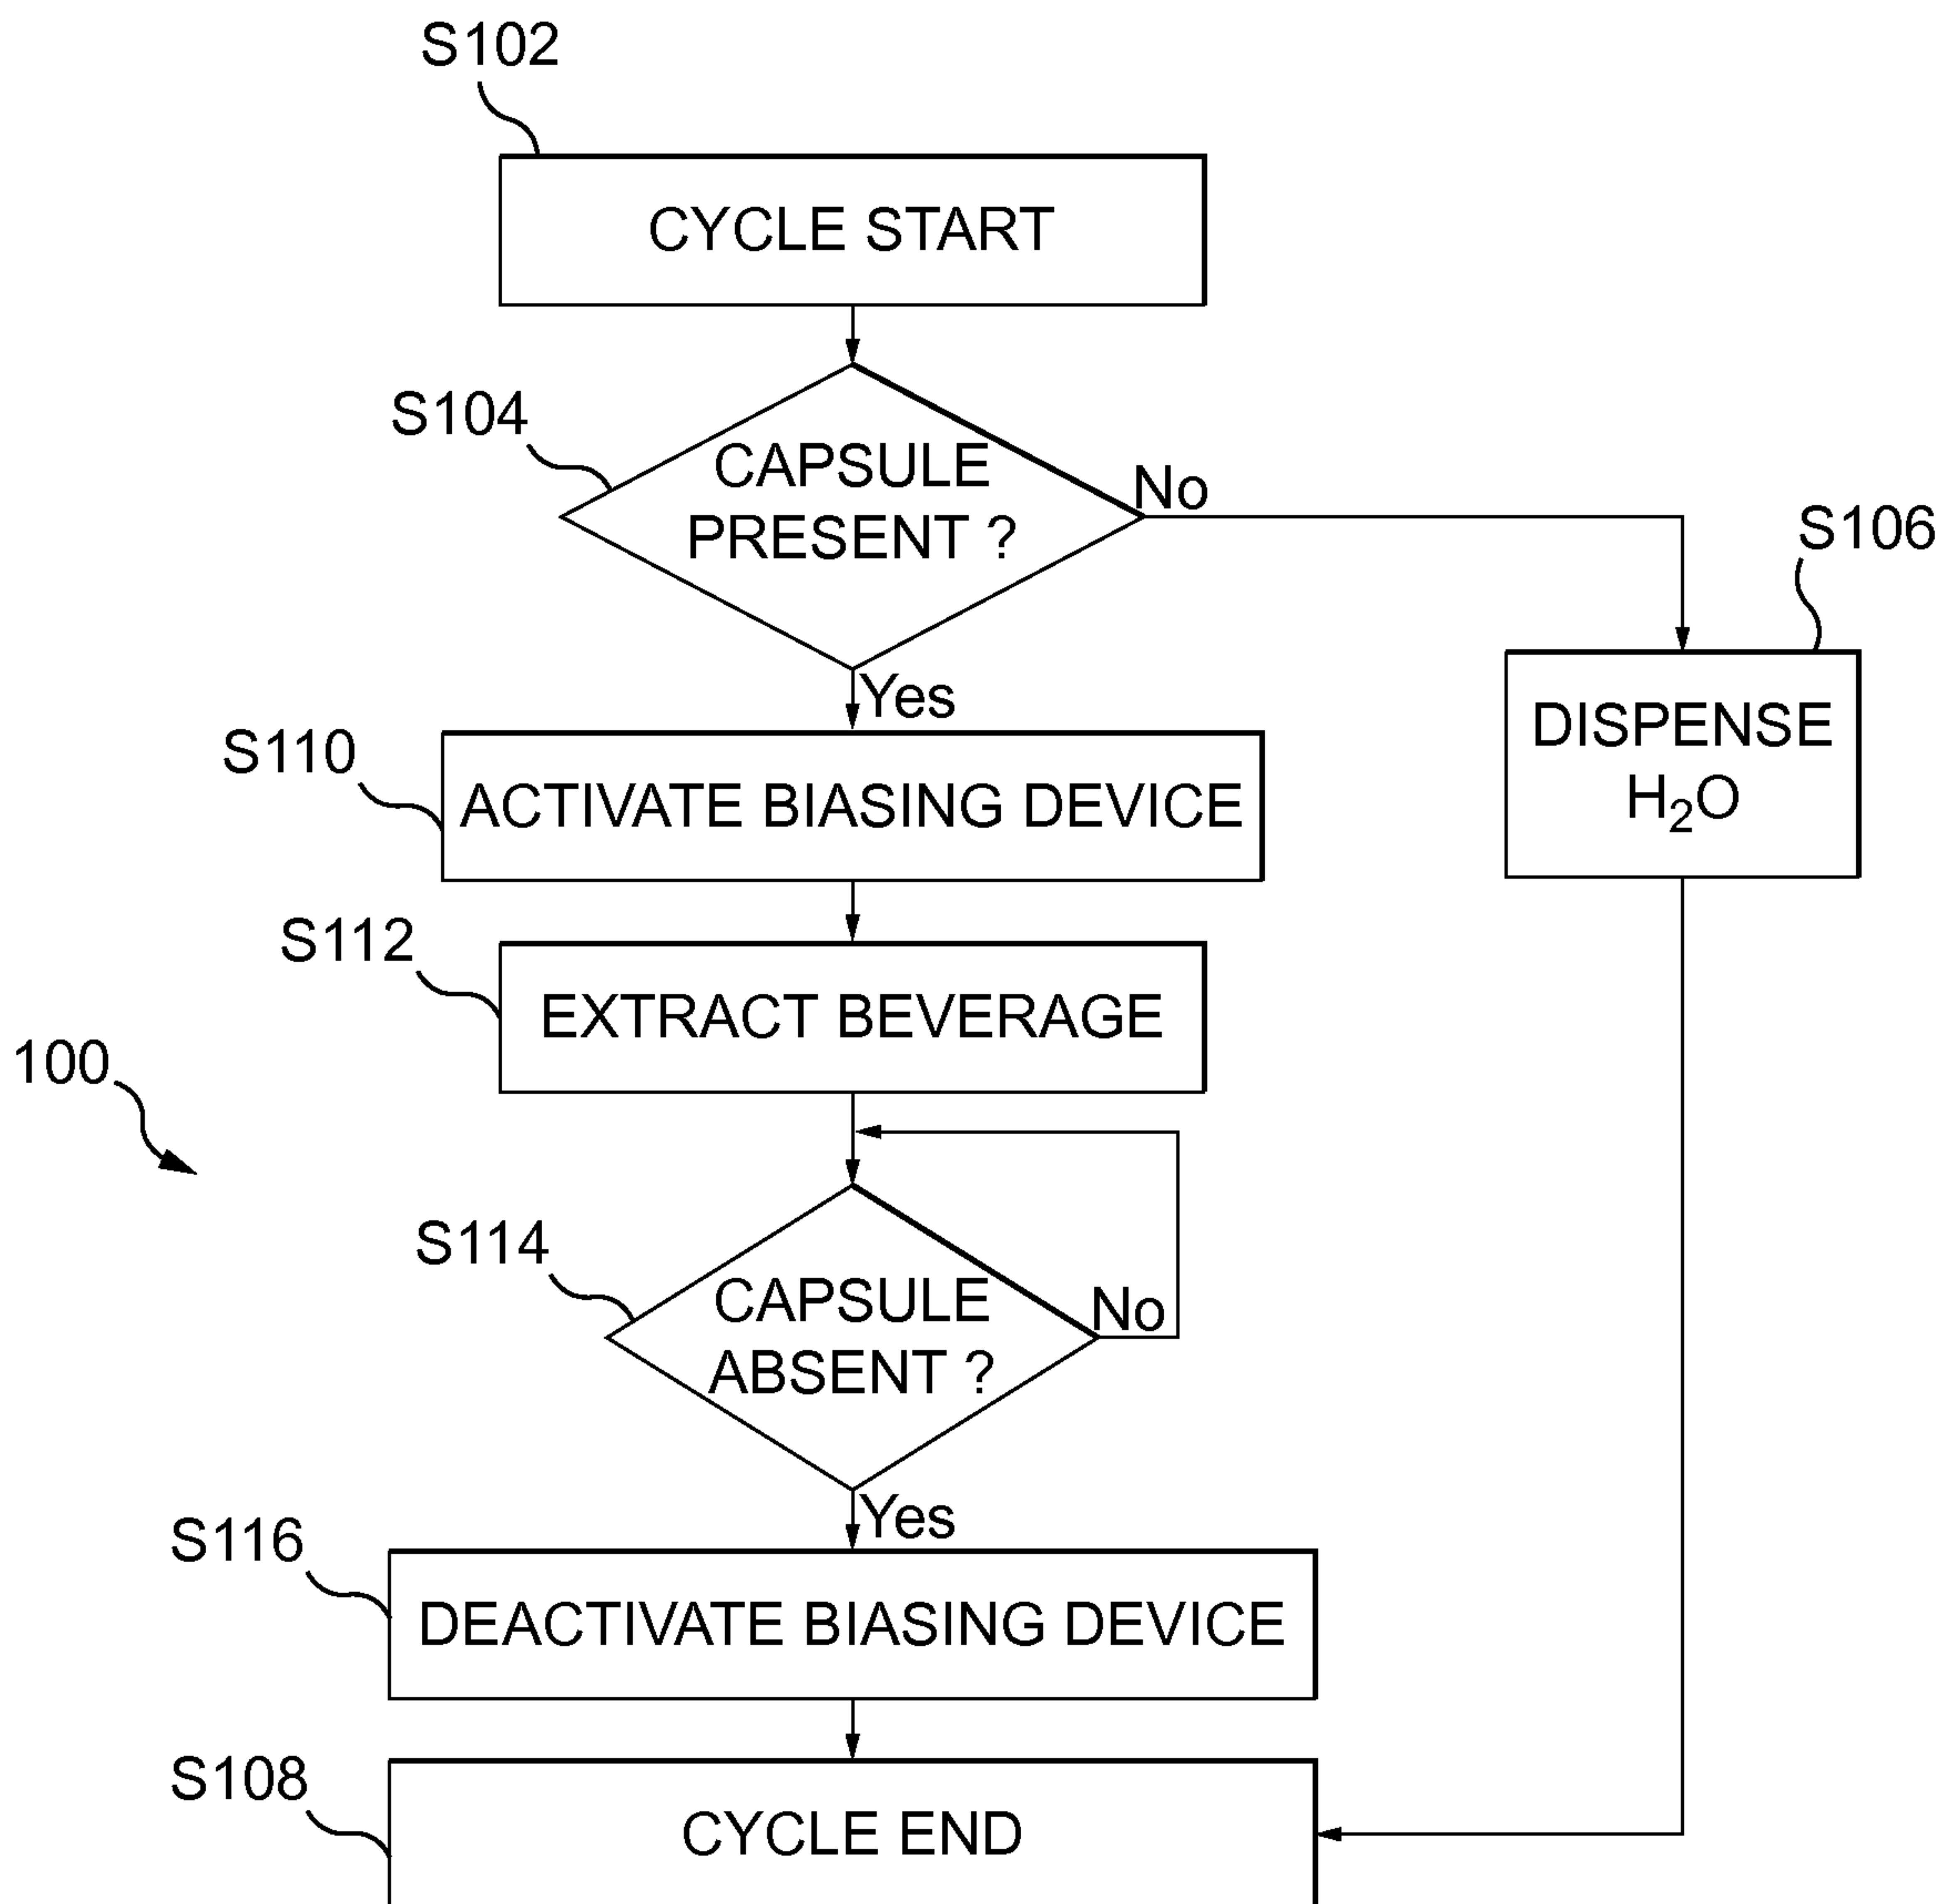 S102
CYCLE START
S104
CAPSULE
PRESENT ?
No
S106
Yes
DISPENSE
H₂O
S110
ACTIVATE BIASING DEVICE
S112
EXTRACT BEVERAGE
100
S114
CAPSULE
ABSENT ?
No
Yes
S116
DEACTIVATE BIASING DEVICE
S108
CYCLE END